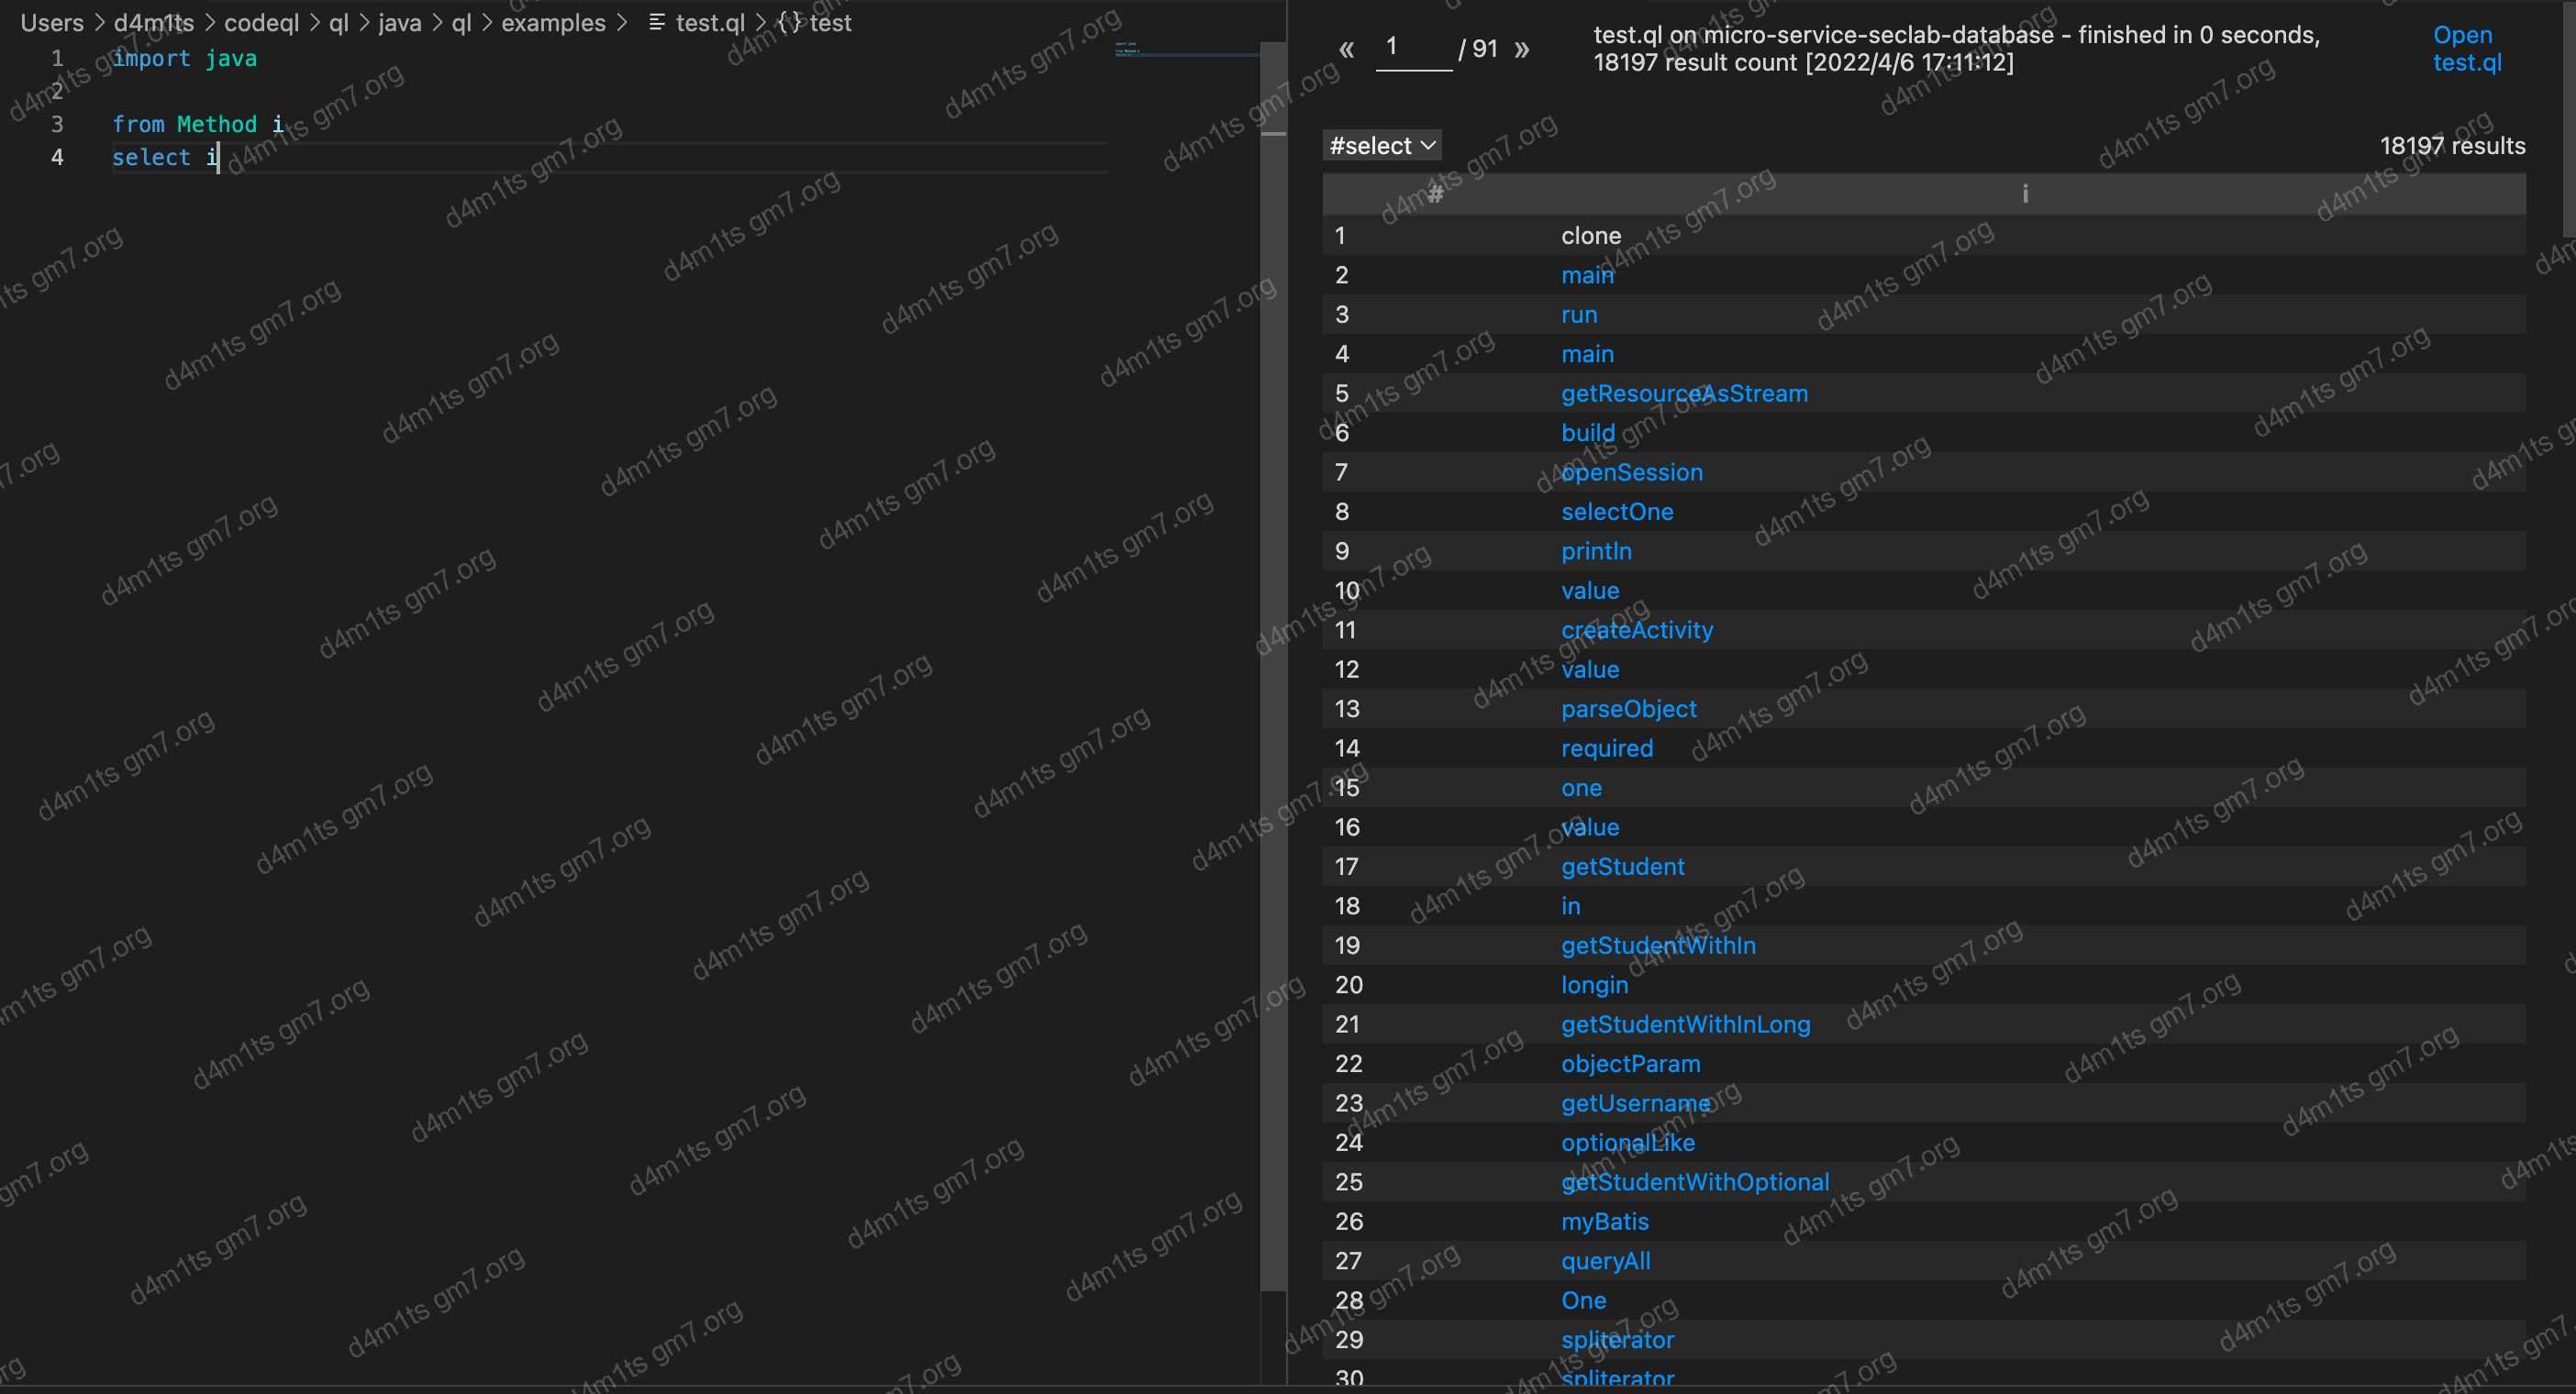 Users > d4m1ts > codeql > ql > java > ql > examples > test.ql > {} test
1 import java
2
3 from Method i
4 select i
« 1 / 91 »
test.ql on micro-service-seclab-database - finished in 0 seconds,
18197 result count [2022/4/6 17:11:12]
Open
test.ql
#select
18197 results
# i
1 clone
2 main
3 run
4 main
5 getResourceAsStream
6 build
7 openSession
8 selectOne
9 println
10 value
11 createActivity
12 value
13 parseObject
14 required
15 one
16 value
17 getStudent
18 in
19 getStudentWithIn
20 longin
21 getStudentWithInLong
22 objectParam
23 getUsername
24 optionalLike
25 getStudentWithOptional
26 myBatis
27 queryAll
28 One
29 spliterator
30 spliterator
d4m1ts gm7.org